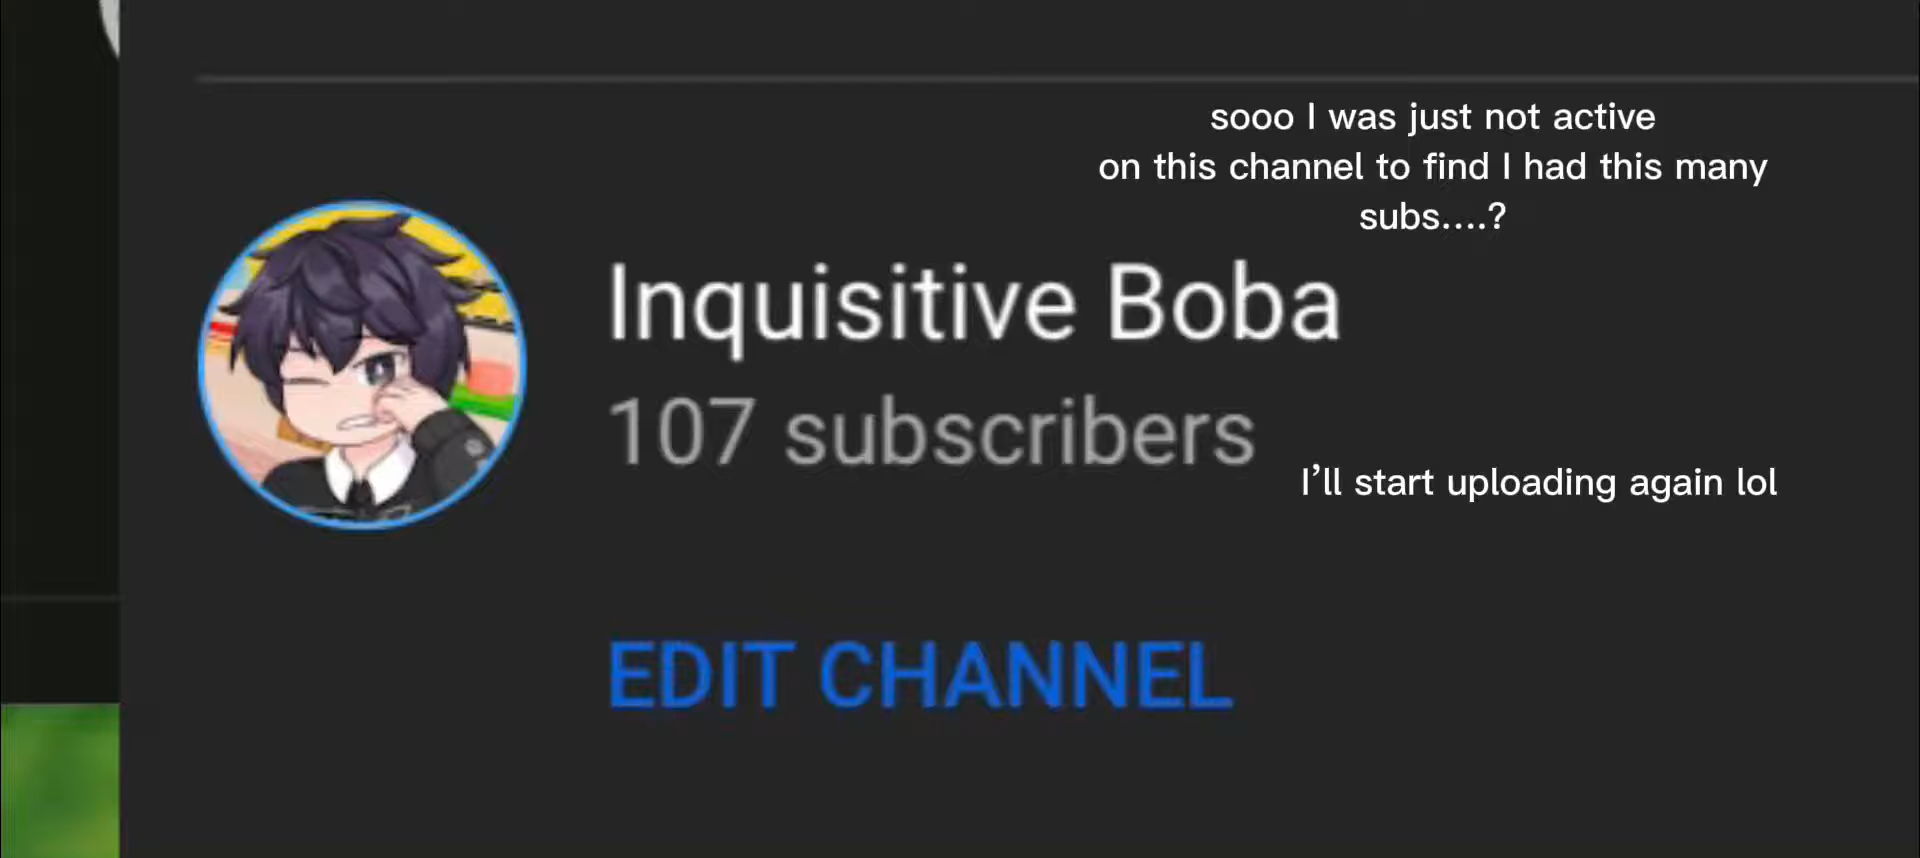 sooo I was just not active
on this channel to find I had this many
subs....?
Inquisitive Boba
107 subscribers
I'll start uploading again lol
EDIT CHANNEL